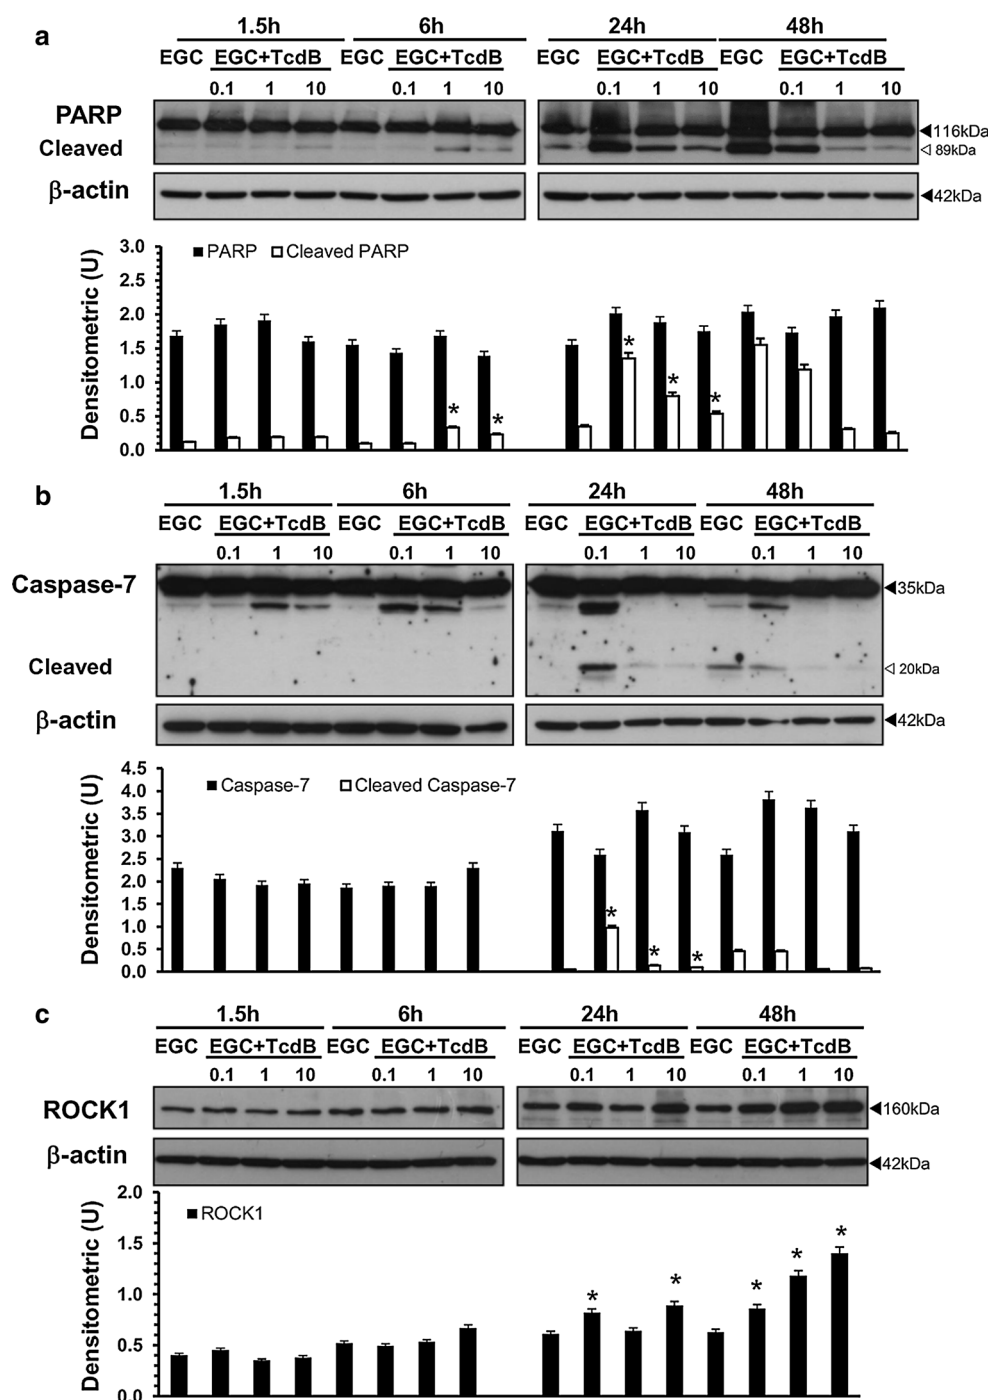 a
1.5h 6h 24h 48h
EGC EGC+TcdB EGC EGC+TcdB EGC EGC+TcdB EGC EGC+TcdB
0.1 1 10 0.1 1 10 0.1 1 10 0.1 1 10
PARP
116kDa
Cleaved
89kDa
β-actin
42kDa
PARP Cleaved PARP
Densitometric (U)
3.0
2.5
2.0
1.5
1.0
0.5
0.0
* * * * *
b
1.5h 6h 24h 48h
EGC EGC+TcdB EGC EGC+TcdB EGC EGC+TcdB EGC EGC+TcdB
0.1 1 10 0.1 1 10 0.1 1 10 0.1 1 10
Caspase-7
35kDa
Cleaved
20kDa
β-actin
42kDa
Caspase-7 Cleaved Caspase-7
Densitometric (U)
4.5
4.0
3.5
3.0
2.5
2.0
1.5
1.0
0.5
0.0
* * *
c
1.5h 6h 24h 48h
EGC EGC+TcdB EGC EGC+TcdB EGC EGC+TcdB EGC EGC+TcdB
0.1 1 10 0.1 1 10 0.1 1 10 0.1 1 10
ROCK1
160kDa
β-actin
42kDa
ROCK1
Densitometric (U)
2.0
1.5
1.0
0.5
0.0
* * * * *